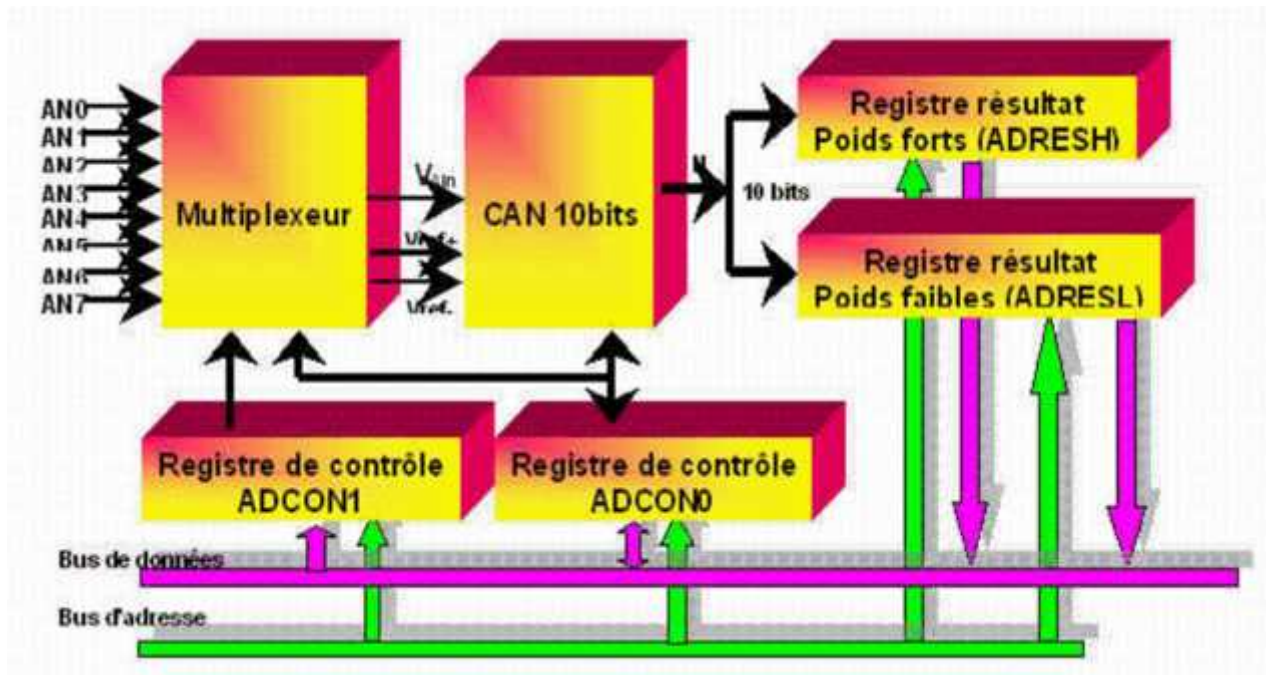 AN0
AN1
AN2
AN3
AN4
AN5
AN6
AN7
Multiplexeur
Vref-
CAN 10bits
N
10 bits
Registre résultat
Poids forts (ADRESH)
Registre résultat
Poids faibles (ADRESL)
Registre de contrôle
ADCON1
Registre de contrôle
ADCON0
Bus de données
Bus d'adresse